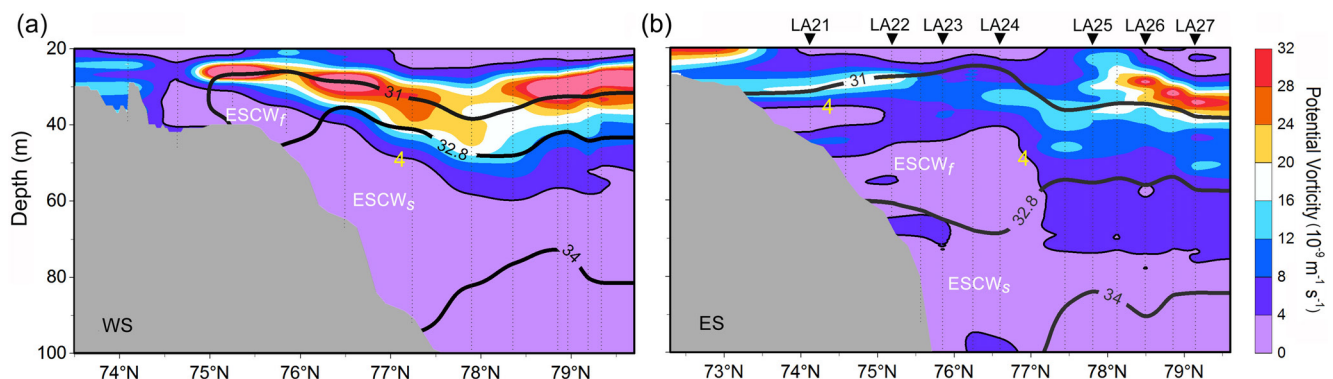 (a)
(b)
LA21 LA22 LA23 LA24 LA25 LA26 LA27
20
40
60
80
100
Depth (m)
31
ESCWf
32.8
4
ESCWs
34
WS
74°N 75°N 76°N 77°N 78°N 79°N
31
4
ESCWf
4
32.8
ESCWs
34
ES
73°N 74°N 75°N 76°N 77°N 78°N 79°N
32
28
24
20
16
12
8
4
0
Potential Vorticity (10⁻⁹ m⁻¹ s⁻¹)